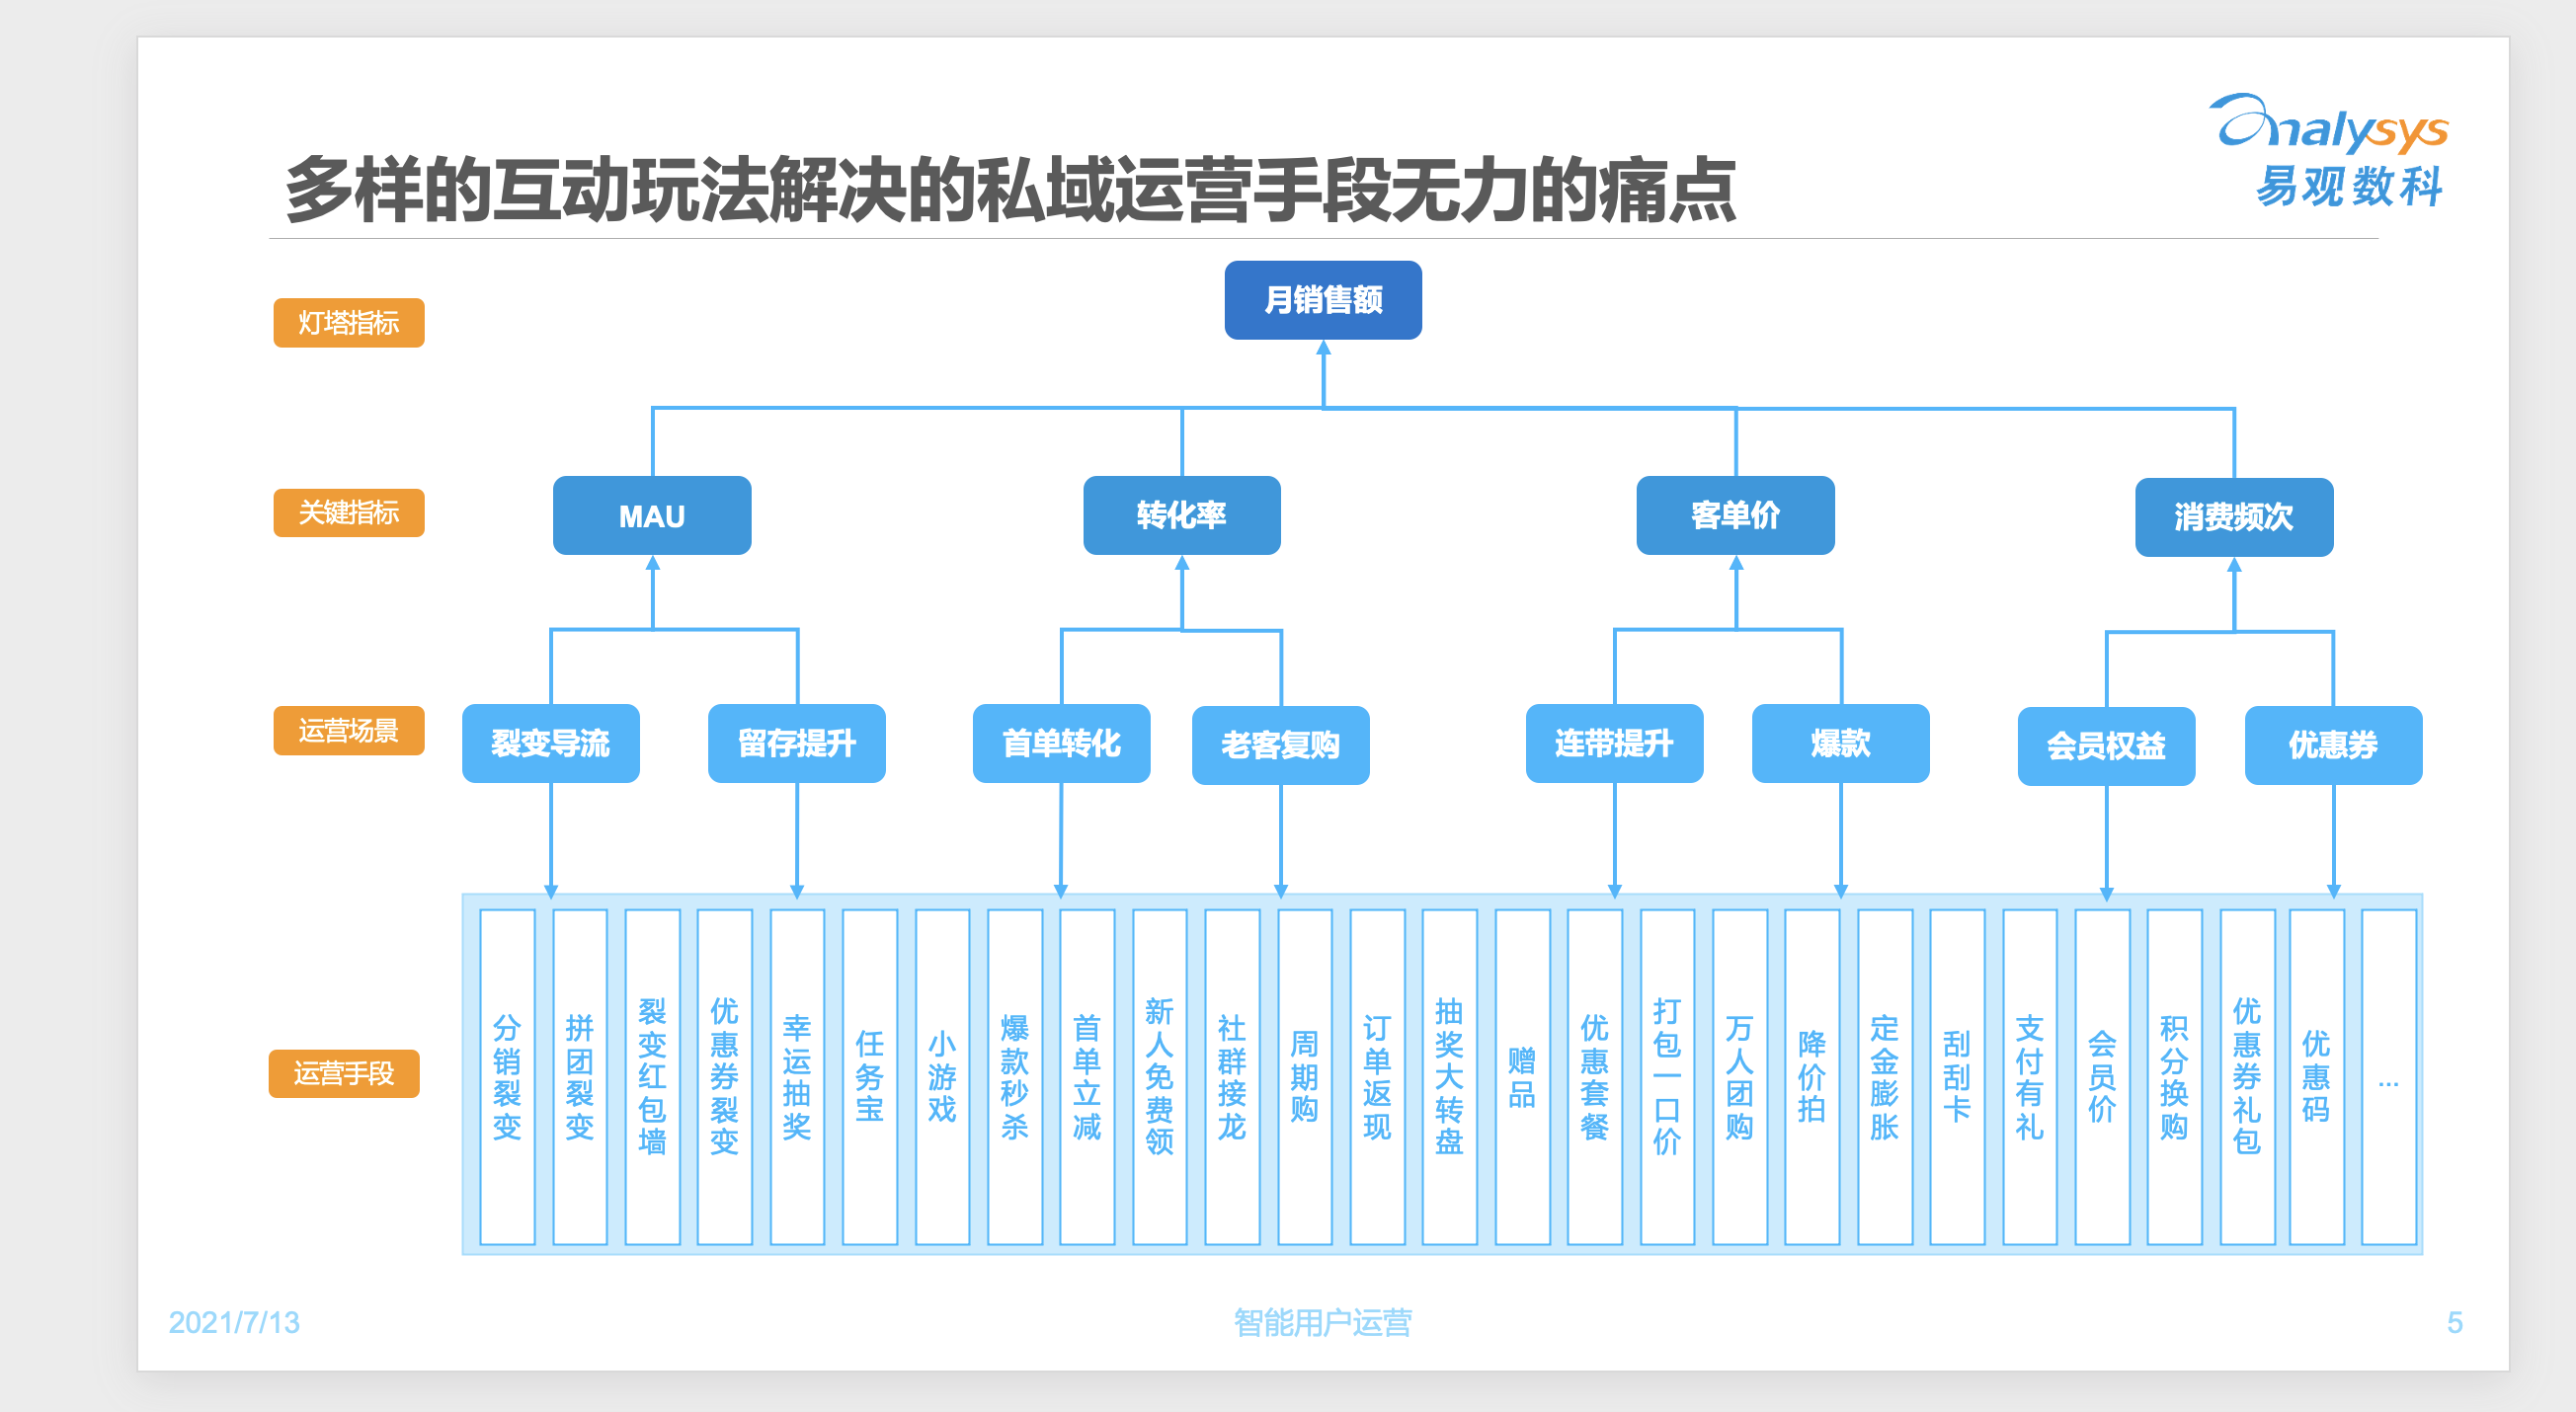 analysys
易观数科
多样的互动玩法解决的私域运营手段无力的痛点
灯塔指标
月销售额
关键指标
MAU
转化率
客单价
消费频次
运营场景
裂变导流
留存提升
首单转化
老客复购
连带提升
爆款
会员权益
优惠券
运营手段
分销裂变
拼团裂变
裂变红包墙
优惠券裂变
幸运抽奖
任务宝
小游戏
爆款秒杀
首单立减
新人免费领
社群接龙
周期购
订单返现
抽奖大转盘
赠品
优惠套餐
打包一口价
万人团购
降价拍
定金膨胀
刮刮卡
支付有礼
会员价
积分换购
优惠券礼包
优惠码
...
2021/7/13
智能用户运营
5